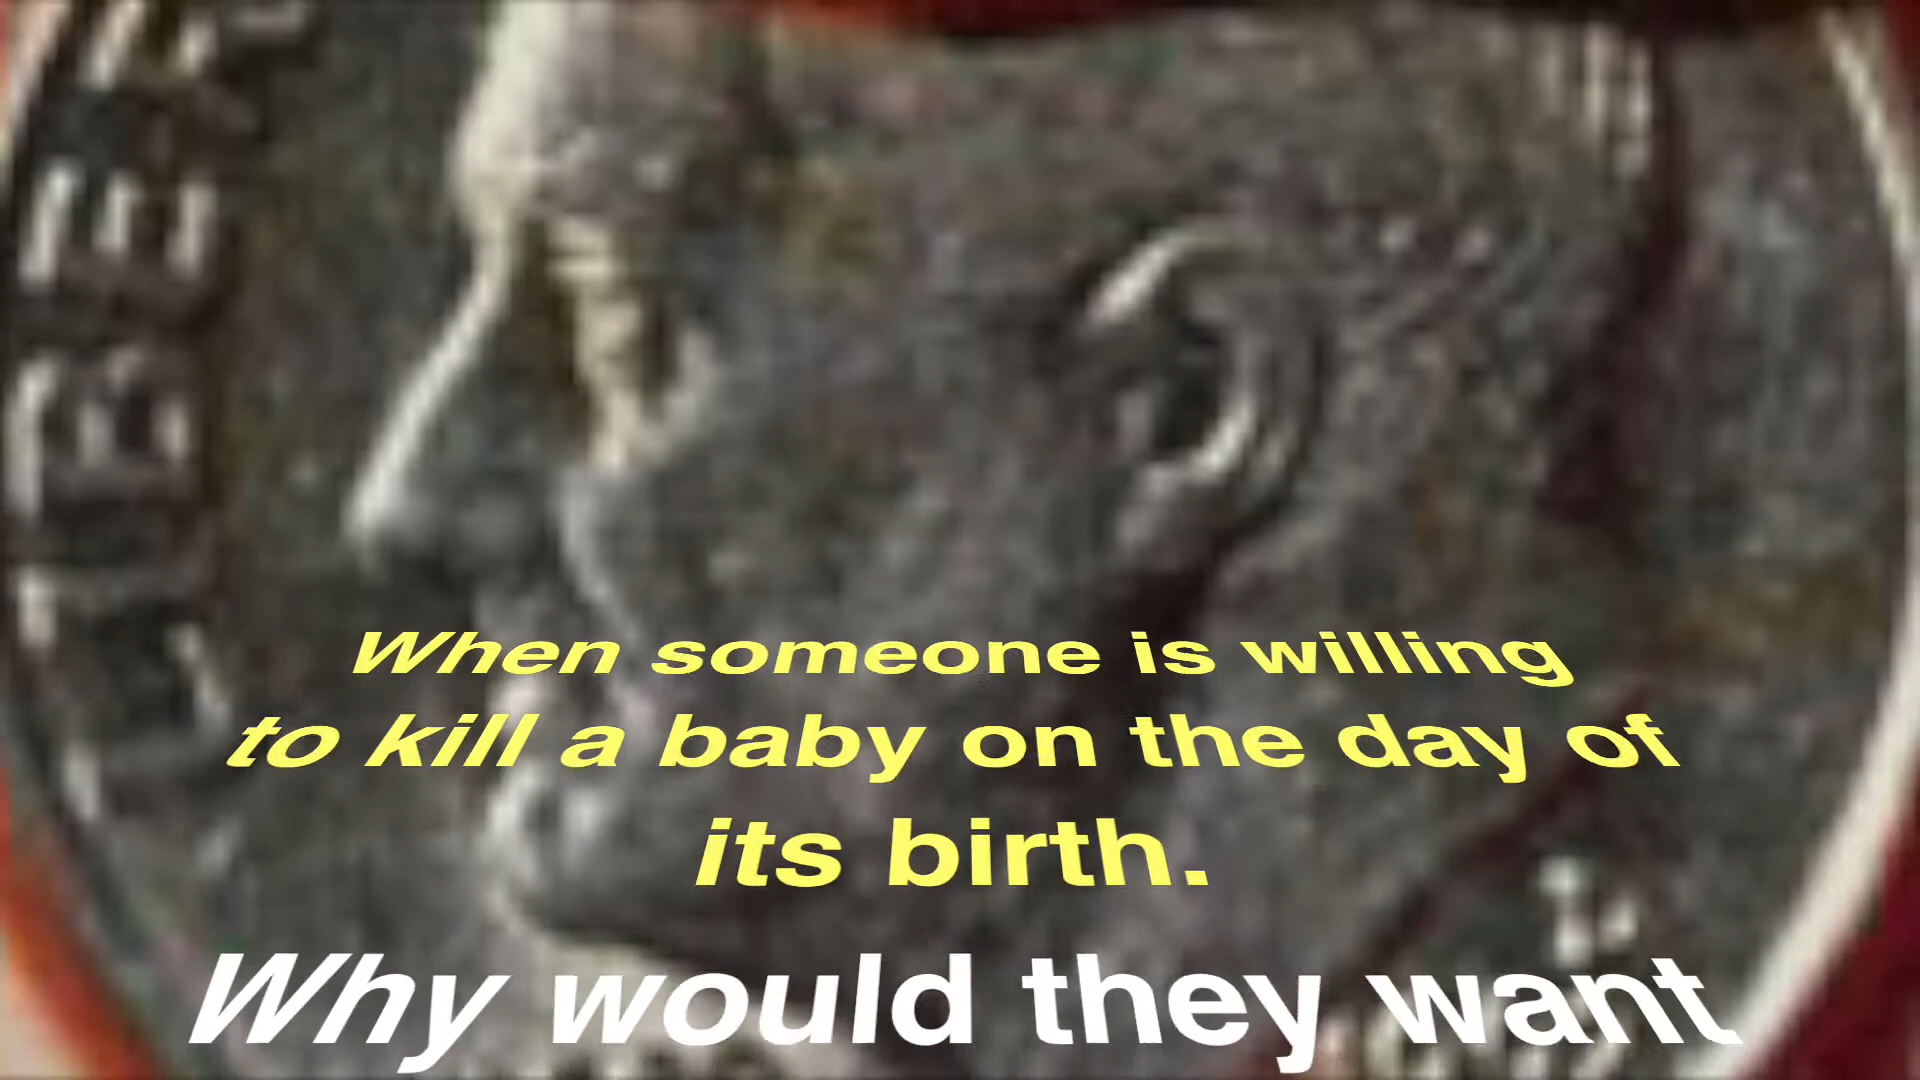 When someone is willing
to kill a baby on the day of
its birth.
Why would they want